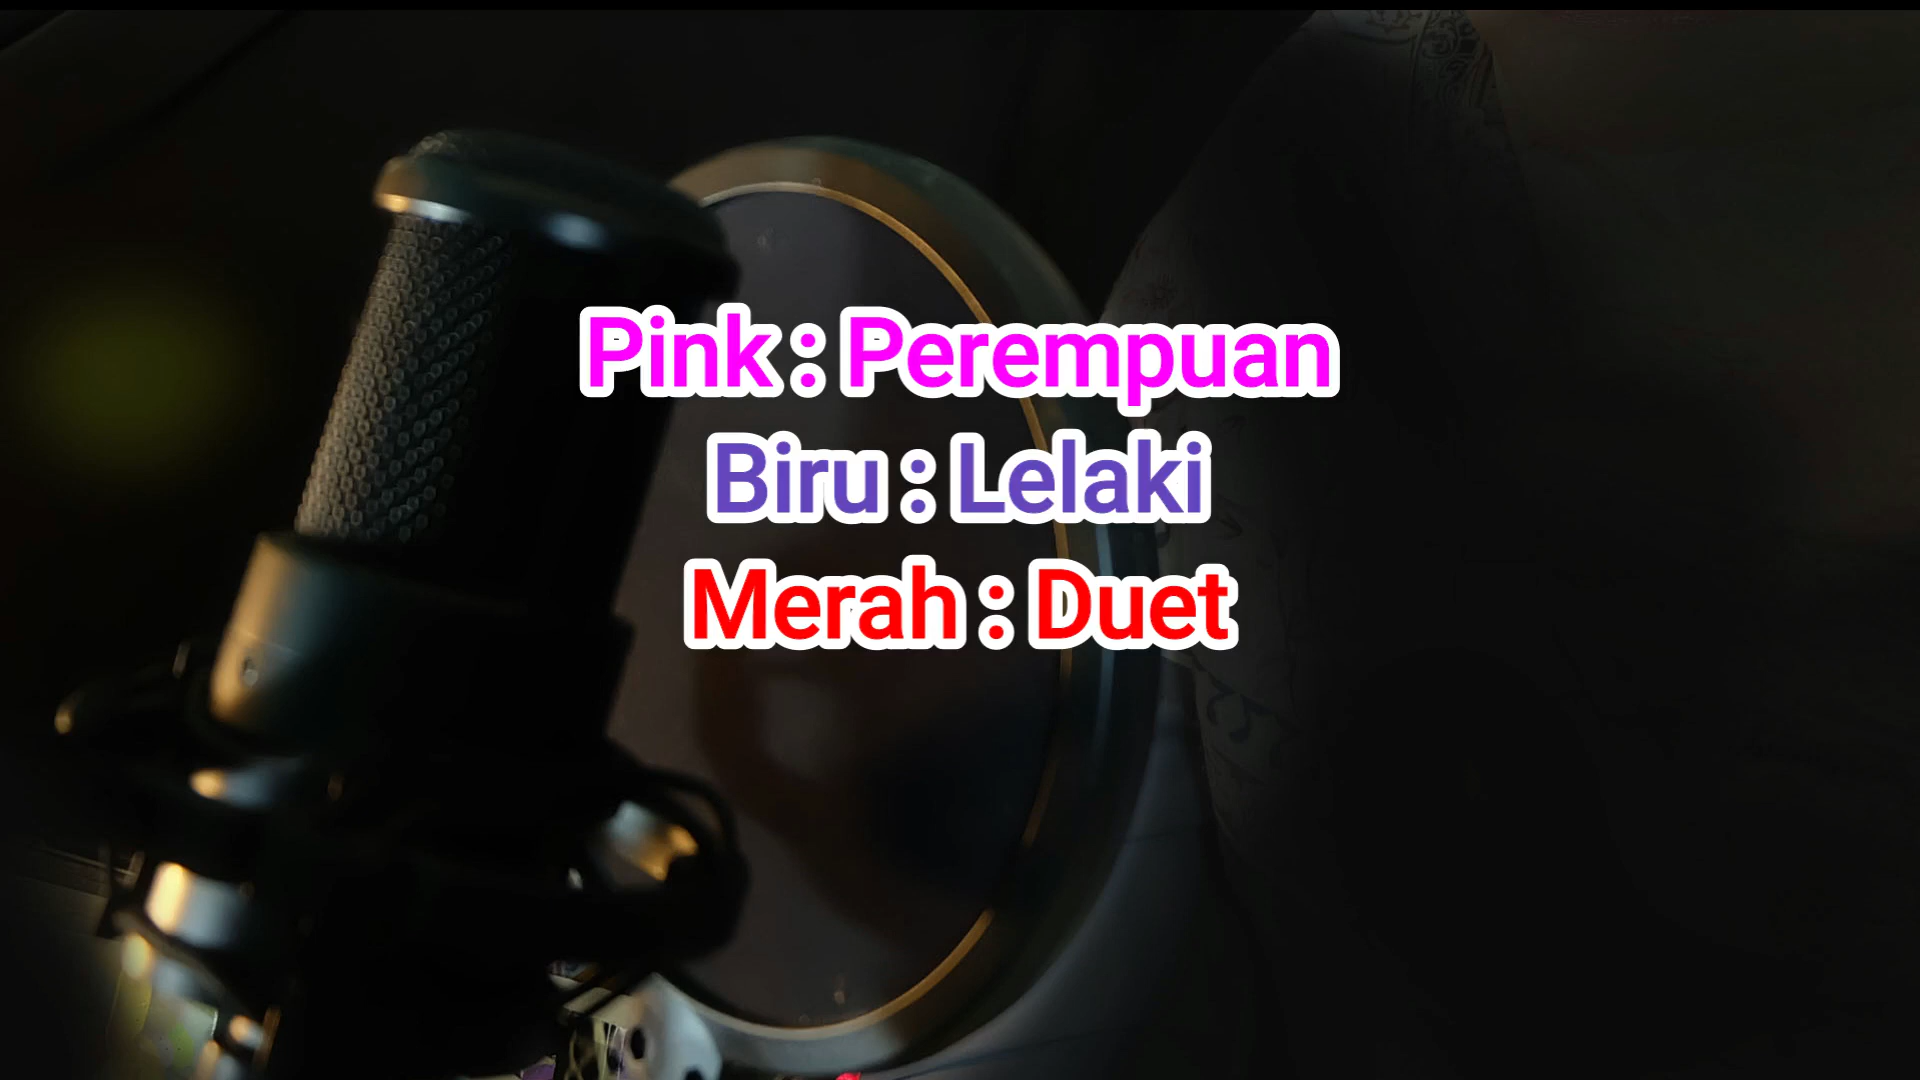 Pink : Perempuan
Biru : Lelaki
Merah : Duet